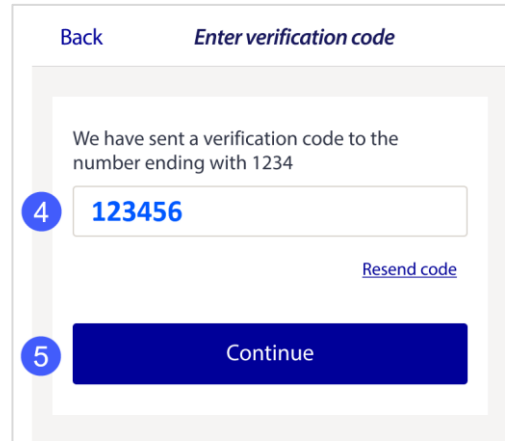 Back Enter verification code
We have sent a verification code to the
number ending with 1234
4 123456
Resend code
5 Continue